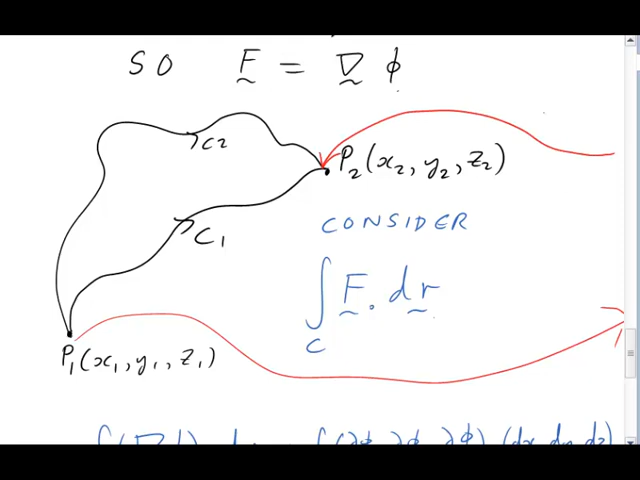 SO F = ∇ϕ
C2
P₂(x₂, y₂, z₂)
CONSIDER
C₁
∫ F . dr
C
P₁(x₁, y₁, z₁)